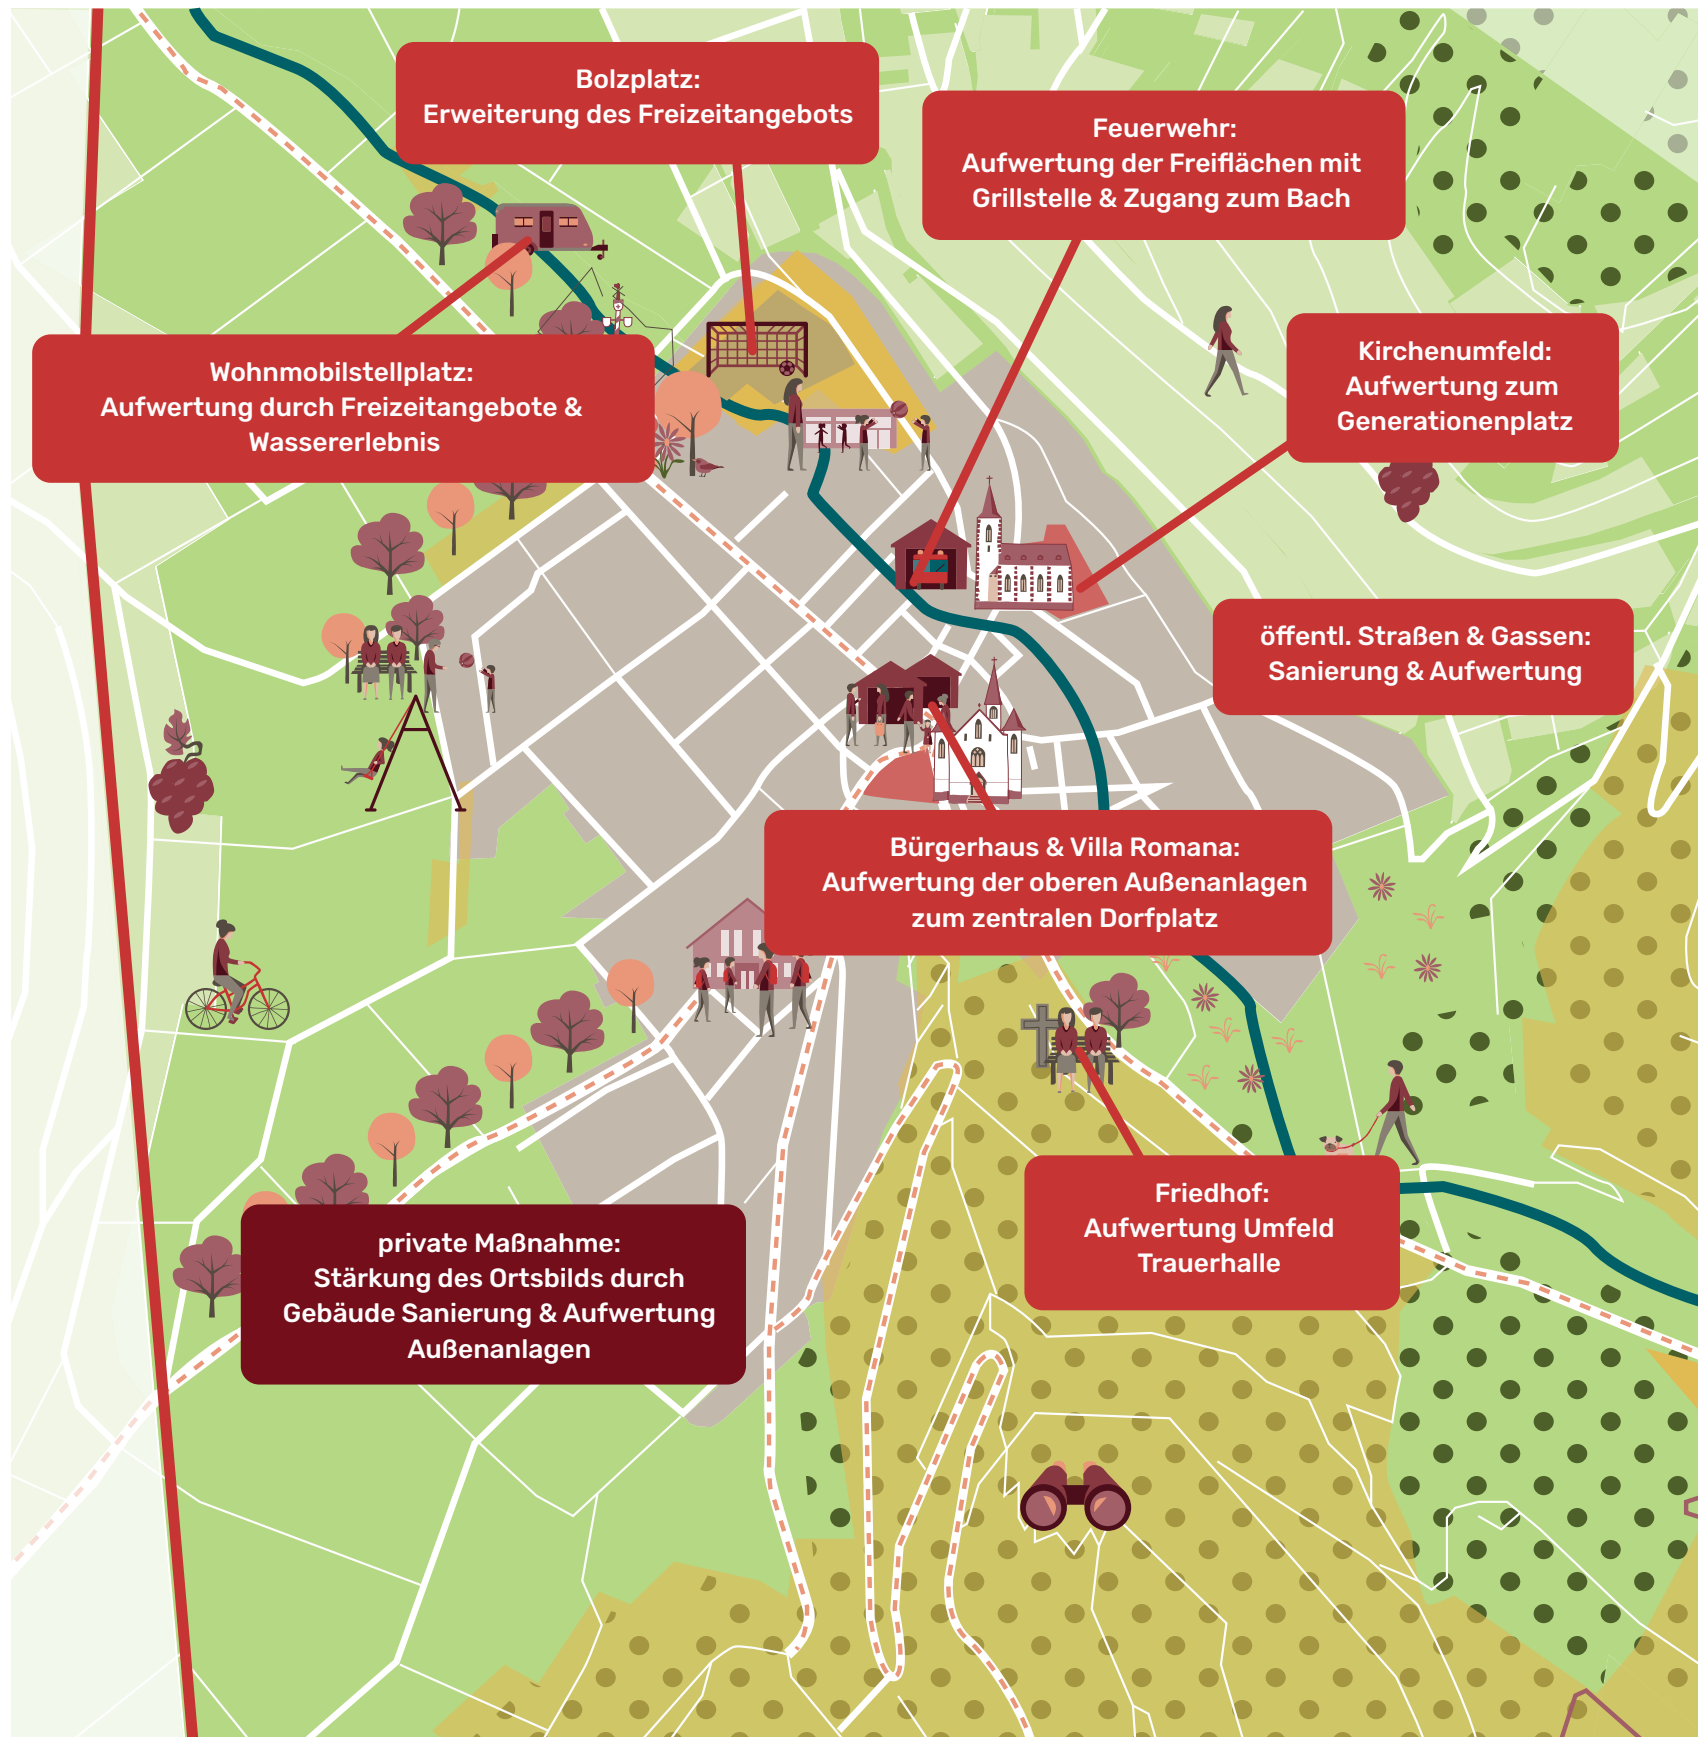 Bolzplatz:
Erweiterung des Freizeitangebots
Feuerwehr:
Aufwertung der Freiflächen mit
Grillstelle & Zugang zum Bach
Wohnmobilstellplatz:
Aufwertung durch Freizeitangebote &
Wassererlebnis
Kirchenumfeld:
Aufwertung zum
Generationenplatz
öffentl. Straßen & Gassen:
Sanierung & Aufwertung
Bürgerhaus & Villa Romana:
Aufwertung der oberen Außenanlagen
zum zentralen Dorfplatz
Friedhof:
Aufwertung Umfeld
Trauerhalle
private Maßnahme:
Stärkung des Ortsbilds durch
Gebäude Sanierung & Aufwertung
Außenanlagen